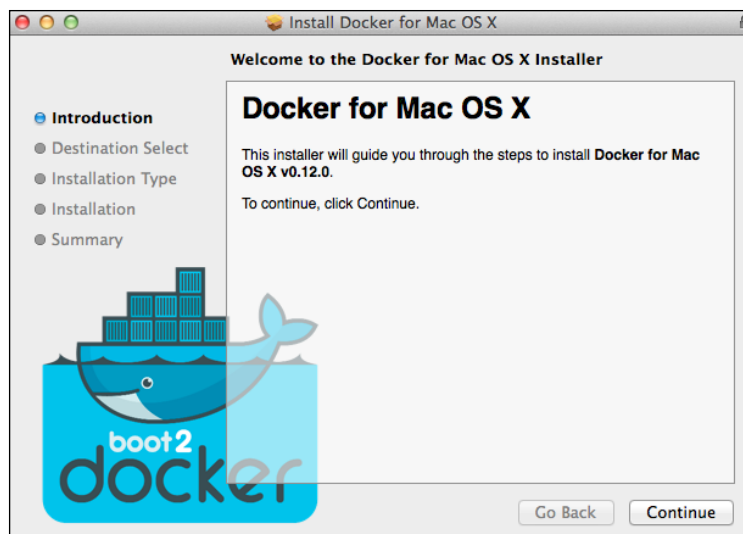 Install Docker for Mac OS X
Welcome to the Docker for Mac OS X Installer
Introduction
Destination Select
Installation Type
Installation
Summary
Docker for Mac OS X
This installer will guide you through the steps to install Docker for Mac
OS X v0.12.0.
To continue, click Continue.
boot2
docker
Go Back
Continue